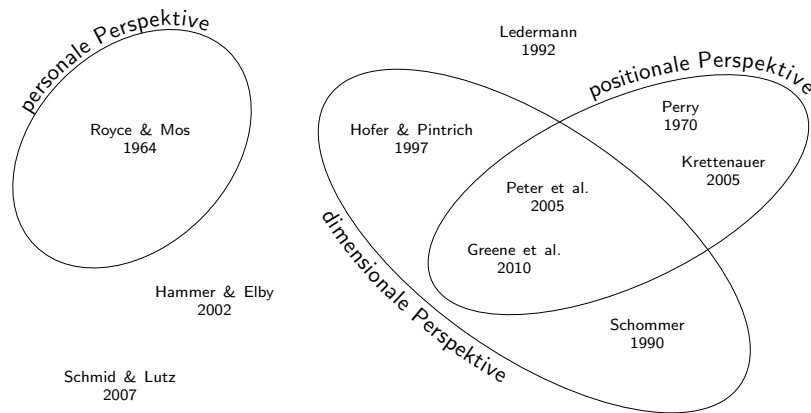 personale Perspektive
Royce & Mos
1964
Hammer & Elby
2002
Schmid & Lutz
2007
Ledermann
1992
positionale Perspektive
Perry
1970
Hofer & Pintrich
1997
Krettenauer
2005
Peter et al.
2005
dimensionale Perspektive
Greene et al.
2010
Schommer
1990